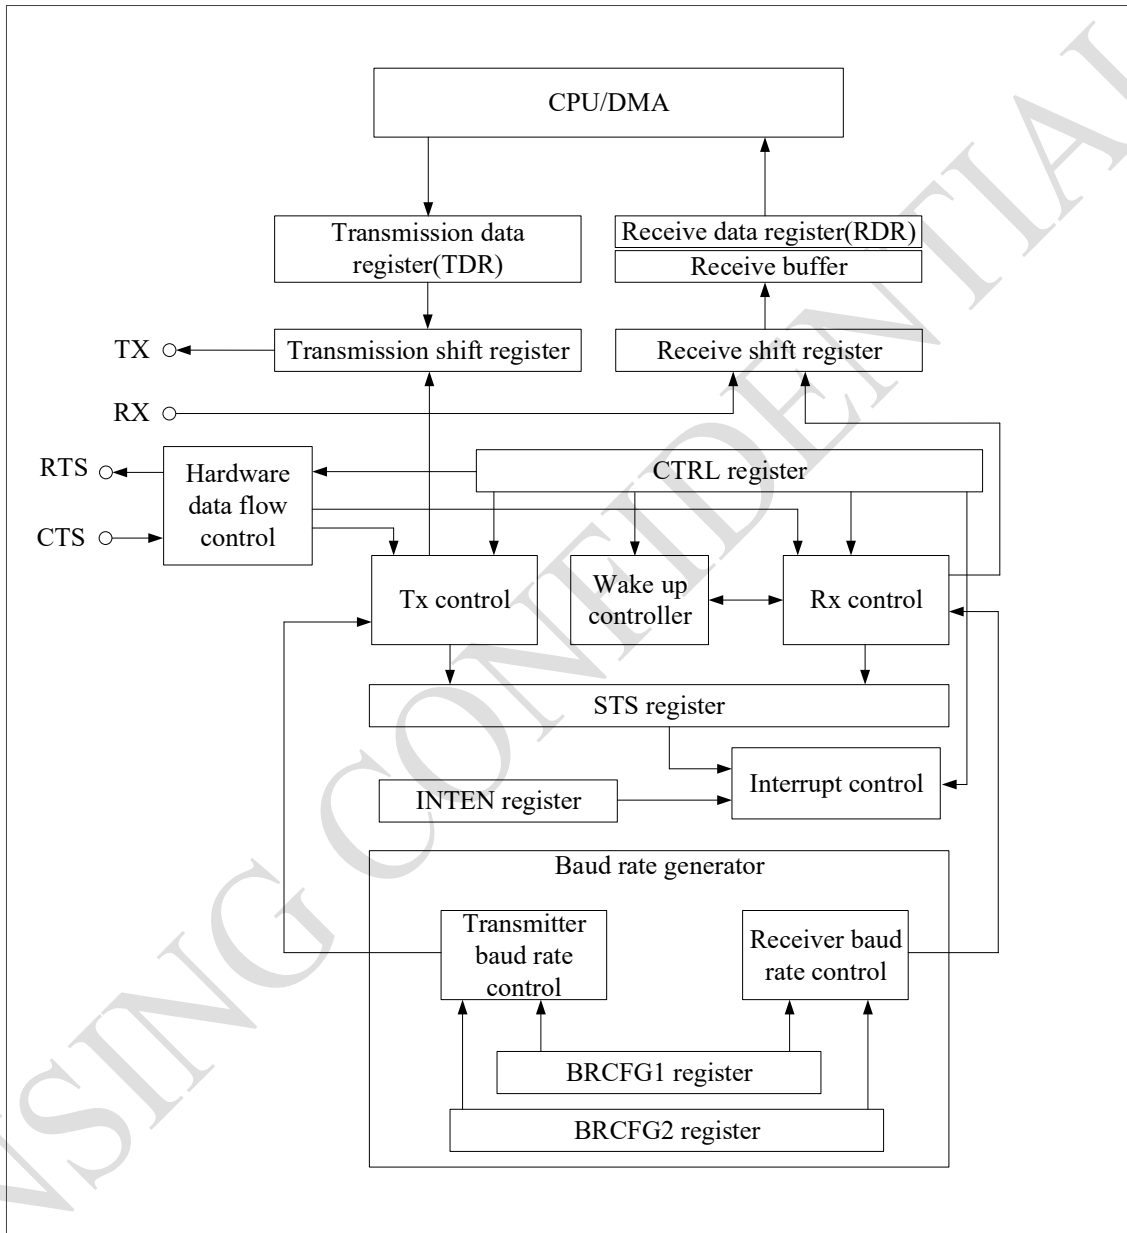 CPU/DMA
Transmission data
register(TDR)
Receive data register(RDR)
Receive buffer
TX
Transmission shift register
Receive shift register
RX
RTS
CTS
Hardware
data flow
control
CTRL register
Tx control
Wake up
controller
Rx control
STS register
INTEN register
Interrupt control
Baud rate generator
Transmitter
baud rate
control
Receiver baud
rate control
BRCFG1 register
BRCFG2 register
NSING CONFIDENTIAL